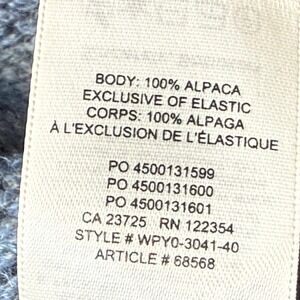 BODY: 100% ALPACA
EXCLUSIVE OF ELASTIC
CORPS: 100% ALPAGA
À L'EXCLUSION DE L'ÉLASTIQUE
PO 4500131599
PO 4500131600
PO 4500131601
CA 23725 RN 122354
STYLE # WPY0-3041-40
ARTICLE # 68568